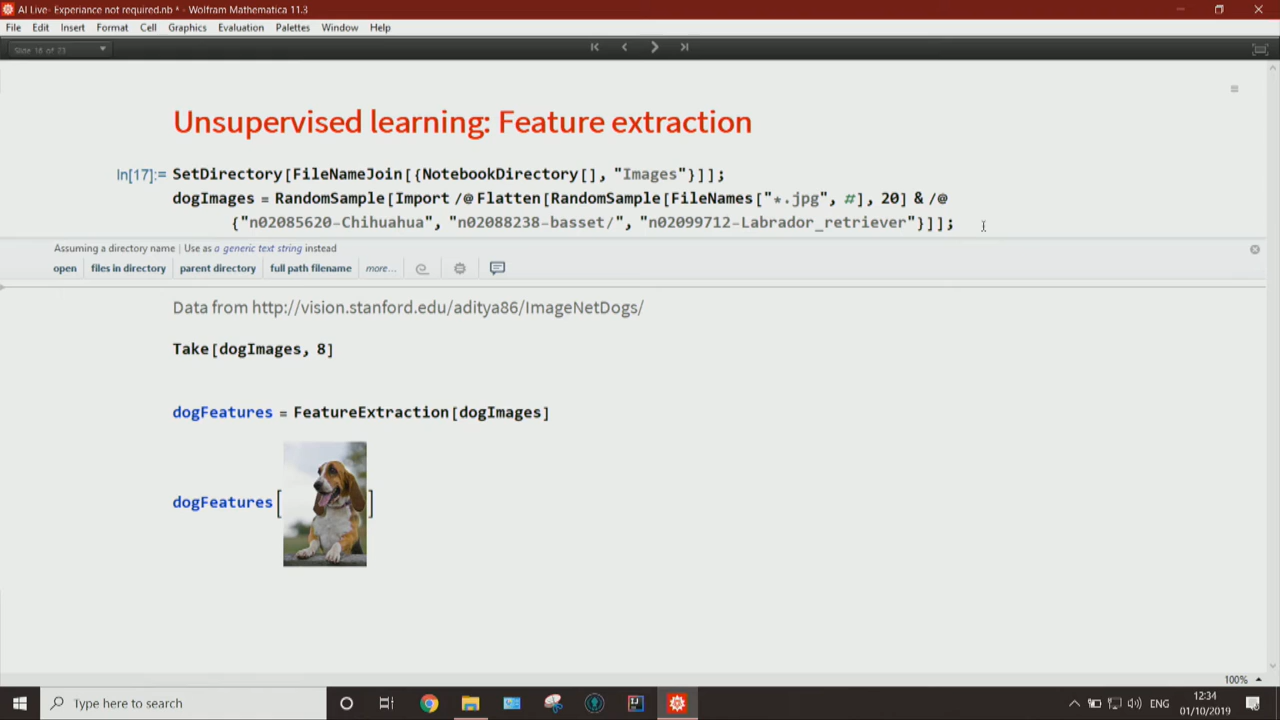 AI Live- Experiance not required.nb * - Wolfram Mathematica 11.3
File Edit Insert Format Cell Graphics Evaluation Palettes Window Help
Slide 16 of 23
Unsupervised learning: Feature extraction
In[17]:= SetDirectory[FileNameJoin[{NotebookDirectory[], "Images"}]];
dogImages = RandomSample[Import /@ Flatten[RandomSample[FileNames["*.jpg", #], 20] & /@
{"n02085620-Chihuahua", "n02088238-basset/", "n02099712-Labrador_retriever"}]];
Assuming a directory name | Use as a generic text string instead
open files in directory parent directory full path filename more...
Data from http://vision.stanford.edu/aditya86/ImageNetDogs/
Take[dogImages, 8]
dogFeatures = FeatureExtraction[dogImages]
dogFeatures[ ]
100%
Type here to search
ENG
12:34
01/10/2019